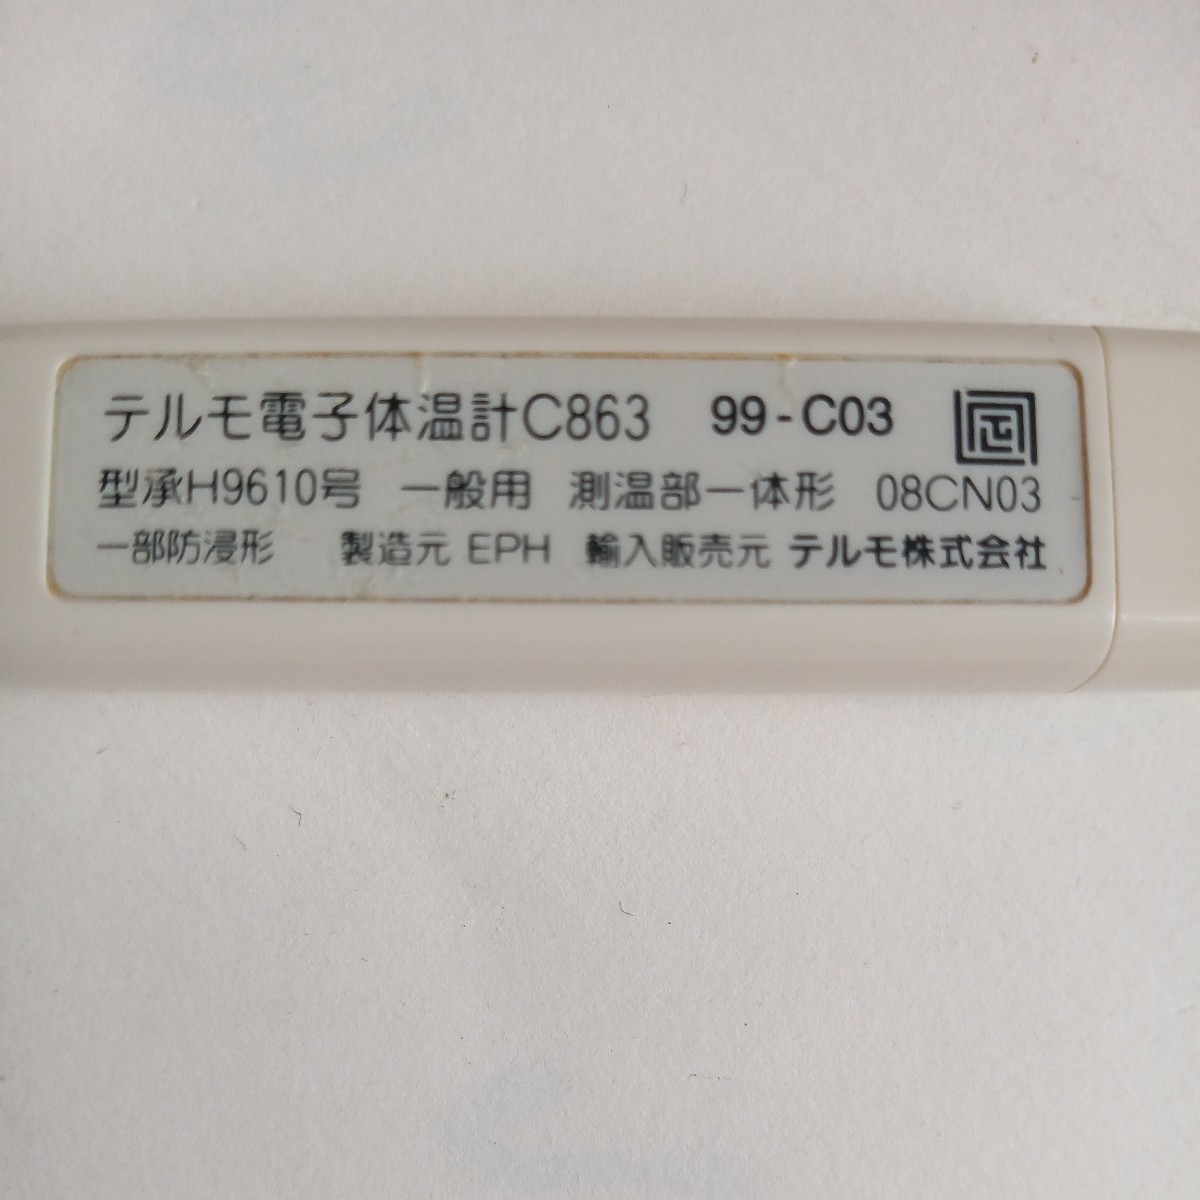 テルモ電子体温計C863 99-C03
型承H9610号 一般用 測温部一体形 08CN03
一部防浸形 製造元 EPH 輸入販売元 テルモ株式会社